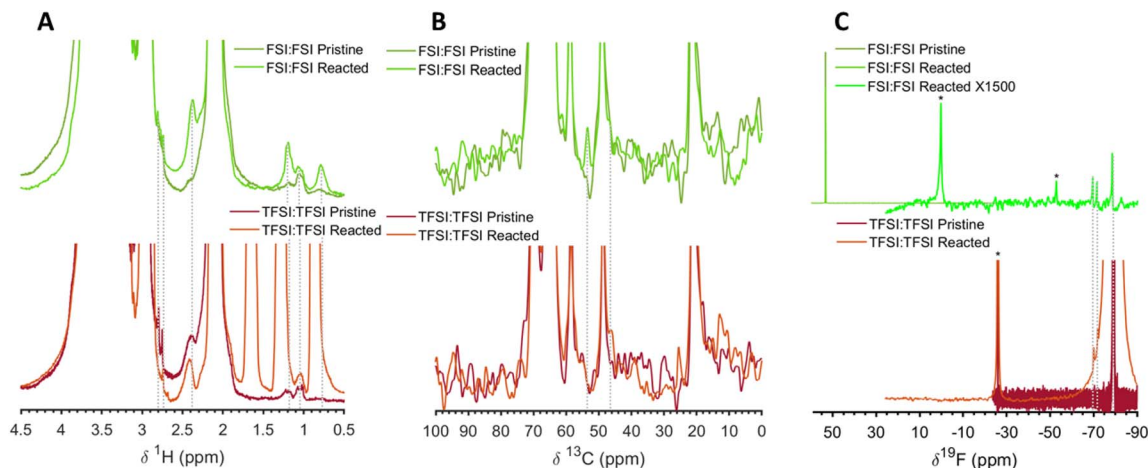 A
FSI:FSI Pristine
FSI:FSI Reacted
TFSI:TFSI Pristine
TFSI:TFSI Reacted
4.5 3.5 2.5 1.5 1 0.5
δ ¹H (ppm)
B
FSI:FSI Pristine
FSI:FSI Reacted
TFSI:TFSI Pristine
TFSI:TFSI Reacted
100 90 80 70 60 50 40 30 20 10 0
δ ¹³C (ppm)
C
FSI:FSI Pristine
FSI:FSI Reacted
FSI:FSI Reacted X1500
*
*
TFSI:TFSI Pristine
TFSI:TFSI Reacted
*
50 30 10 -10 -30 -50 -70 -90
δ¹⁹F (ppm)